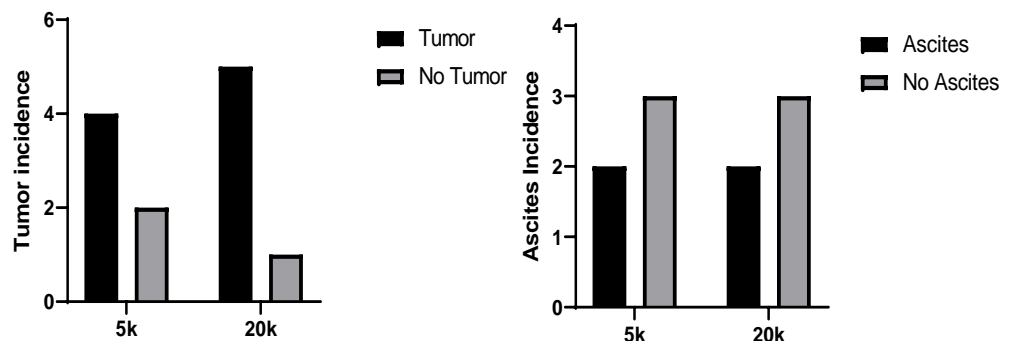 Tumor incidence
6
4
2
0
5k
20k
Tumor
No Tumor
Ascites Incidence
4
3
2
1
0
5k
20k
Ascites
No Ascites